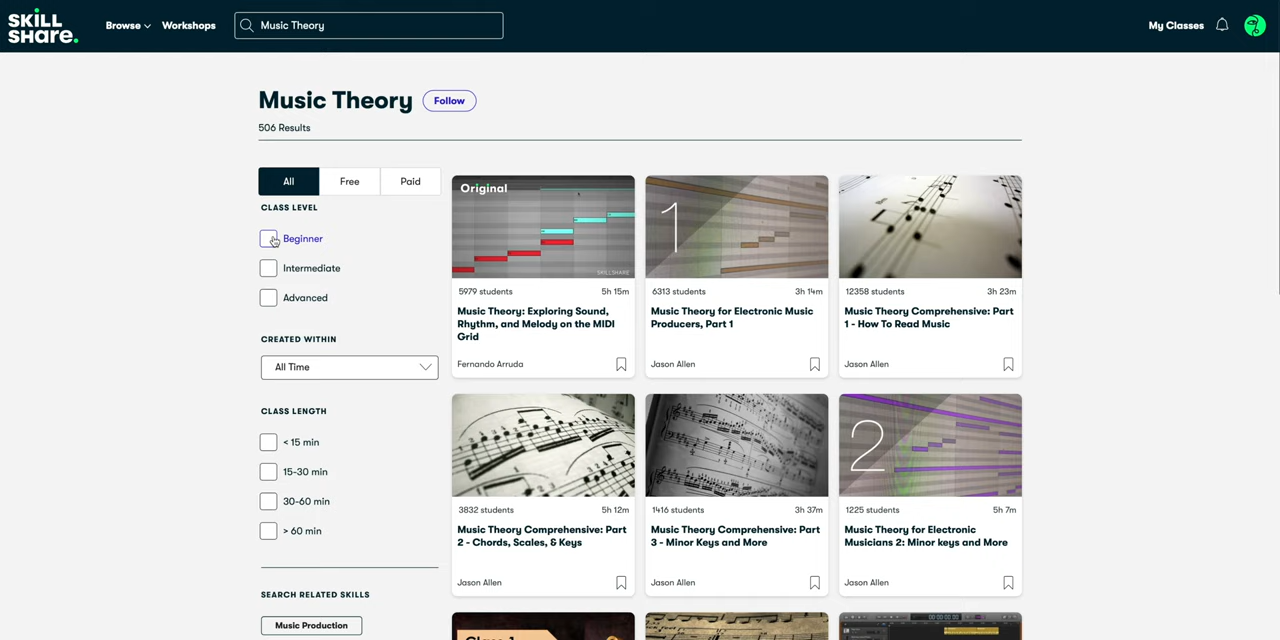 SKILL
SHARE.
Browse
Workshops
Music Theory
My Classes
Music Theory
Follow
506 Results
All
Free
Paid
CLASS LEVEL
Beginner
Intermediate
Advanced
CREATED WITHIN
All Time
CLASS LENGTH
< 15 min
15-30 min
30-60 min
> 60 min
SEARCH RELATED SKILLS
Music Production
Original
SKILLSHARE
5979 students
5h 15m
Music Theory: Exploring Sound,
Rhythm, and Melody on the MIDI
Grid
Fernando Arruda
1
6313 students
3h 14m
Music Theory for Electronic Music
Producers, Part 1
Jason Allen
12358 students
3h 23m
Music Theory Comprehensive: Part
1 - How To Read Music
Jason Allen
3832 students
5h 12m
Music Theory Comprehensive: Part
2 - Chords, Scales, & Keys
Jason Allen
1416 students
3h 37m
Music Theory Comprehensive: Part
3 - Minor Keys and More
Jason Allen
2
1225 students
5h 7m
Music Theory for Electronic
Musicians 2: Minor keys and More
Jason Allen